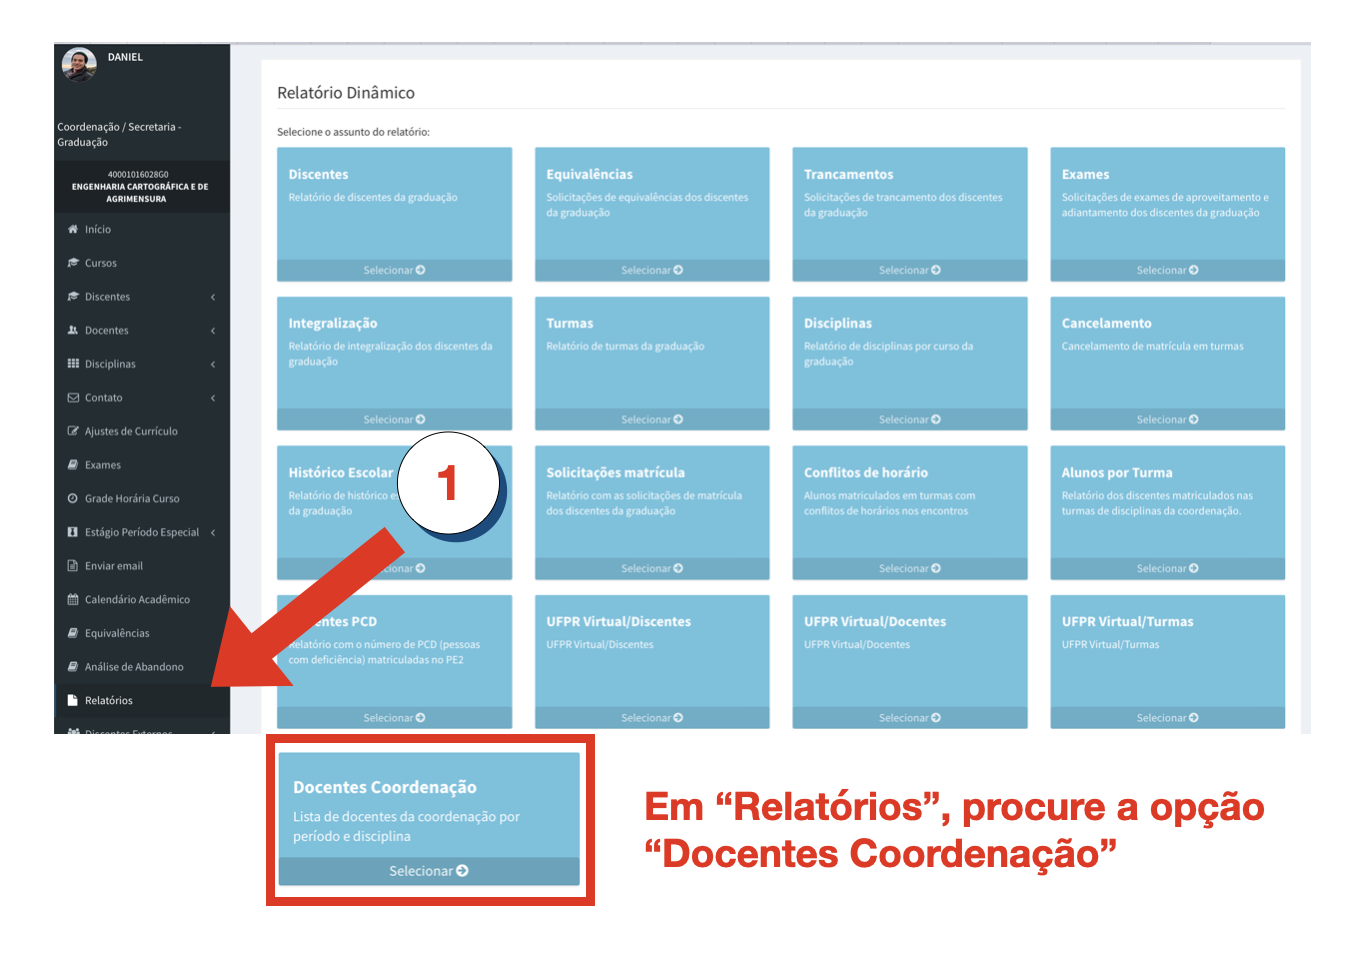 DANIEL
Coordenação / Secretaria -
Graduação
40001016028G0
ENGENHARIA CARTOGRÁFICA E DE
AGRIMENSURA
Início
Cursos
Discentes
Docentes
Disciplinas
Contato
Ajustes de Currículo
Exames
Grade Horária Curso
Estágio Período Especial
Enviar email
Calendário Acadêmico
Equivalências
Análise de Abandono
Relatórios
Discentes Externos
Relatório Dinâmico
Selecione o assunto do relatório:
Discentes
Relatório de discentes da graduação
Selecionar
Equivalências
Solicitações de equivalências dos discentes
da graduação
Selecionar
Trancamentos
Solicitações de trancamento dos discentes
da graduação
Selecionar
Exames
Solicitações de exames de aproveitamento e
adiantamento dos discentes da graduação
Selecionar
Integralização
Relatório de integralização dos discentes da
graduação
Selecionar
Turmas
Relatório de turmas da graduação
Selecionar
Disciplinas
Relatório de disciplinas por curso da
graduação
Selecionar
Cancelamento
Cancelamento de matrícula em turmas
Selecionar
Histórico Escolar
Relatório de histórico
da graduação
1
Solicitações matrícula
Relatório com as solicitações de matrícula
dos discentes da graduação
Selecionar
Conflitos de horário
Alunos matriculados em turmas com
conflitos de horários nos encontros
Selecionar
Alunos por Turma
Relatório dos discentes matriculados nas
turmas de disciplinas da coordenação.
Selecionar
PCD
Relatório com o número de PCD (pessoas
com deficiência) matriculadas no PE2
Selecionar
UFPR Virtual/Discentes
UFPR Virtual/Discentes
Selecionar
UFPR Virtual/Docentes
UFPR Virtual/Docentes
Selecionar
UFPR Virtual/Turmas
UFPR Virtual/Turmas
Selecionar
Docentes Coordenação
Lista de docentes da coordenação por
período e disciplina
Selecionar
Em “Relatórios”, procure a opção
“Docentes Coordenação”